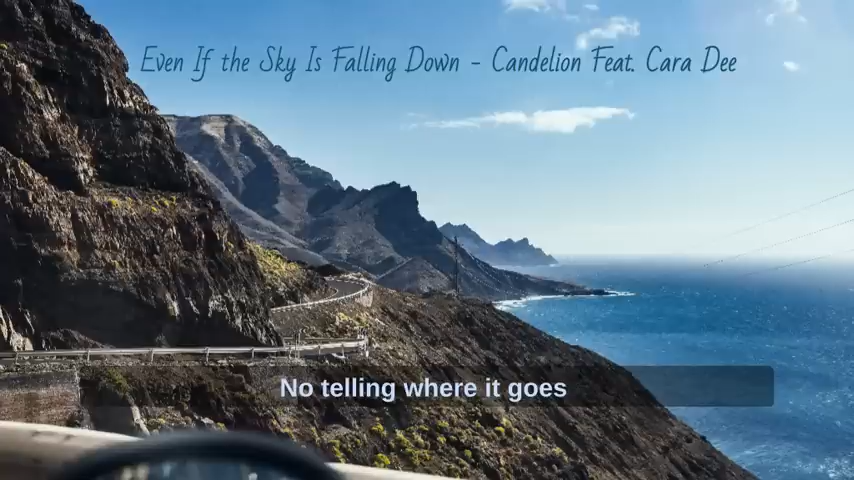 Even If the Sky Is Falling Down - Candelion Feat. Cara Dee
No telling where it goes